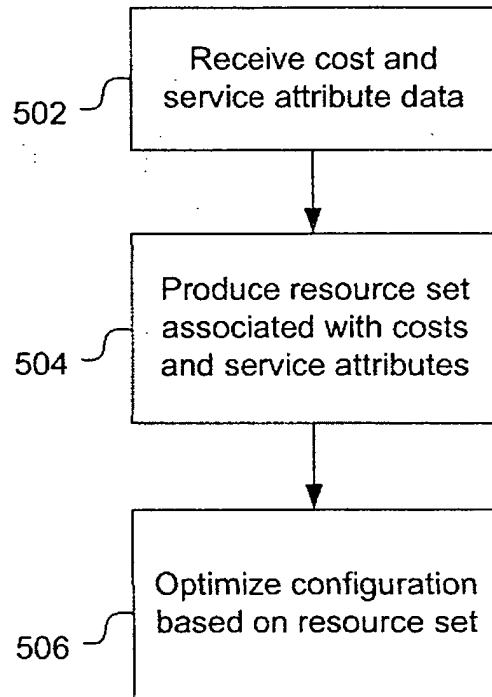 Receive cost and
service attribute data
502
Produce resource set
associated with costs
and service attributes
504
Optimize configuration
based on resource set
506